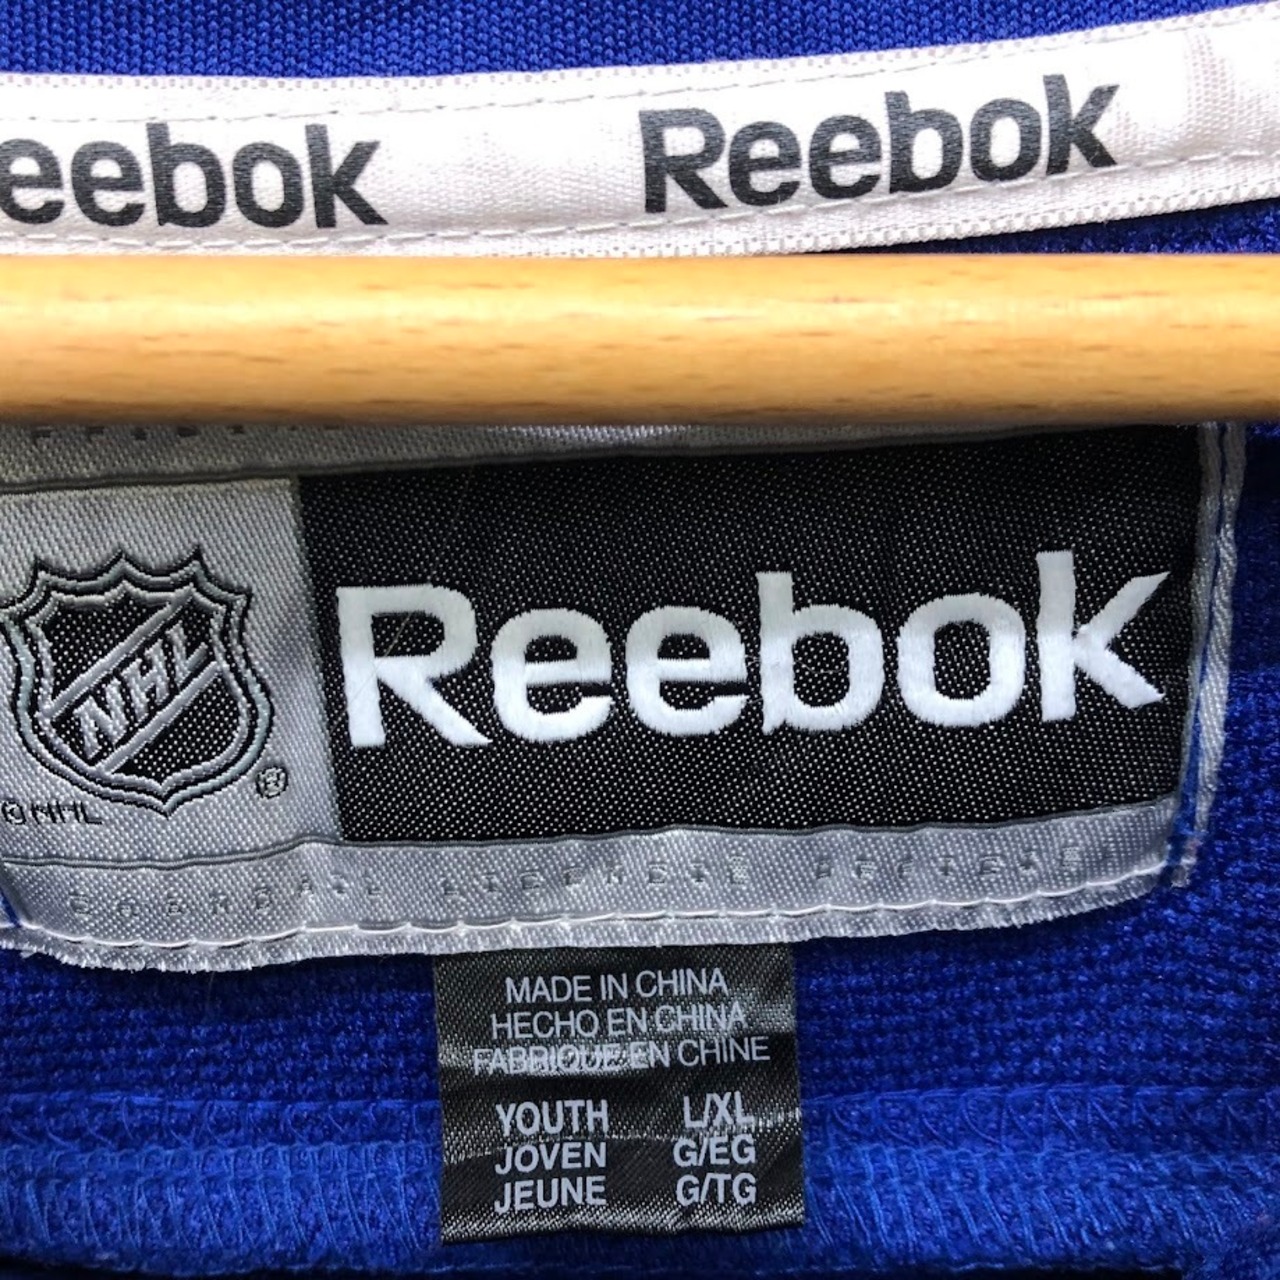 eebok Reebok
NHL
Reebok
®
© NHL
MADE IN CHINA
HECHO EN CHINA
FABRIQUE EN CHINE
YOUTH L/XL
JOVEN G/EG
JEUNE G/TG